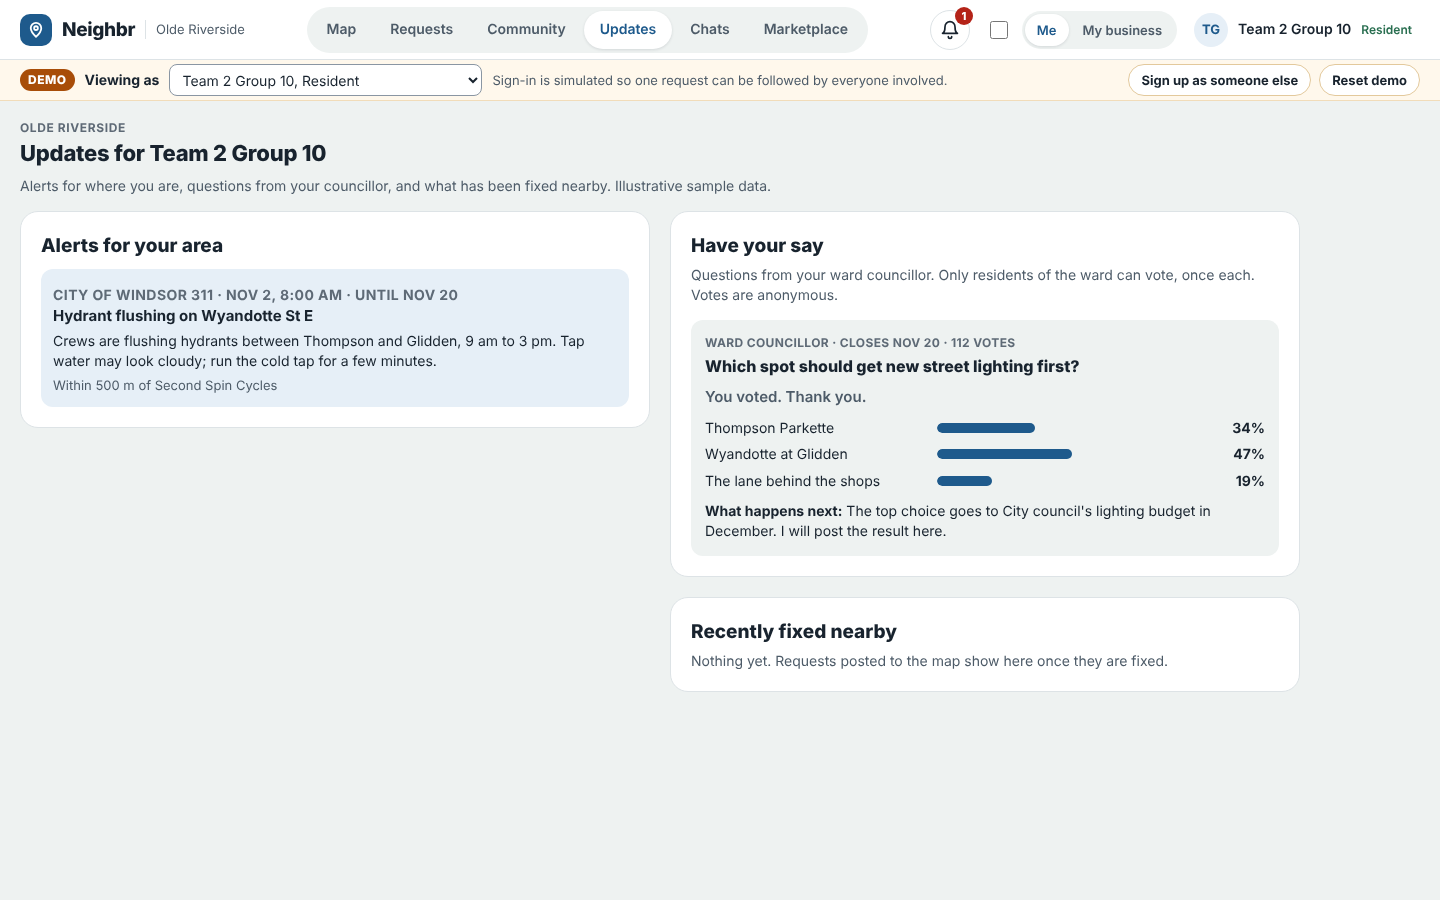 Neighbr
Olde Riverside
Map
Requests
Community
Updates
Chats
Marketplace
1
Me
My business
TG
Team 2 Group 10
Resident
DEMO
Viewing as
Team 2 Group 10, Resident
Sign-in is simulated so one request can be followed by everyone involved.
Sign up as someone else
Reset demo
OLDE RIVERSIDE
Updates for Team 2 Group 10
Alerts for where you are, questions from your councillor, and what has been fixed nearby. Illustrative sample data.
Alerts for your area
CITY OF WINDSOR 311 · NOV 2, 8:00 AM · UNTIL NOV 20
Hydrant flushing on Wyandotte St E
Crews are flushing hydrants between Thompson and Glidden, 9 am to 3 pm. Tap
water may look cloudy; run the cold tap for a few minutes.
Within 500 m of Second Spin Cycles
Have your say
Questions from your ward councillor. Only residents of the ward can vote, once each.
Votes are anonymous.
WARD COUNCILLOR · CLOSES NOV 20 · 112 VOTES
Which spot should get new street lighting first?
You voted. Thank you.
Thompson Parkette 34%
Wyandotte at Glidden 47%
The lane behind the shops 19%
What happens next: The top choice goes to City council's lighting budget in
December. I will post the result here.
Recently fixed nearby
Nothing yet. Requests posted to the map show here once they are fixed.